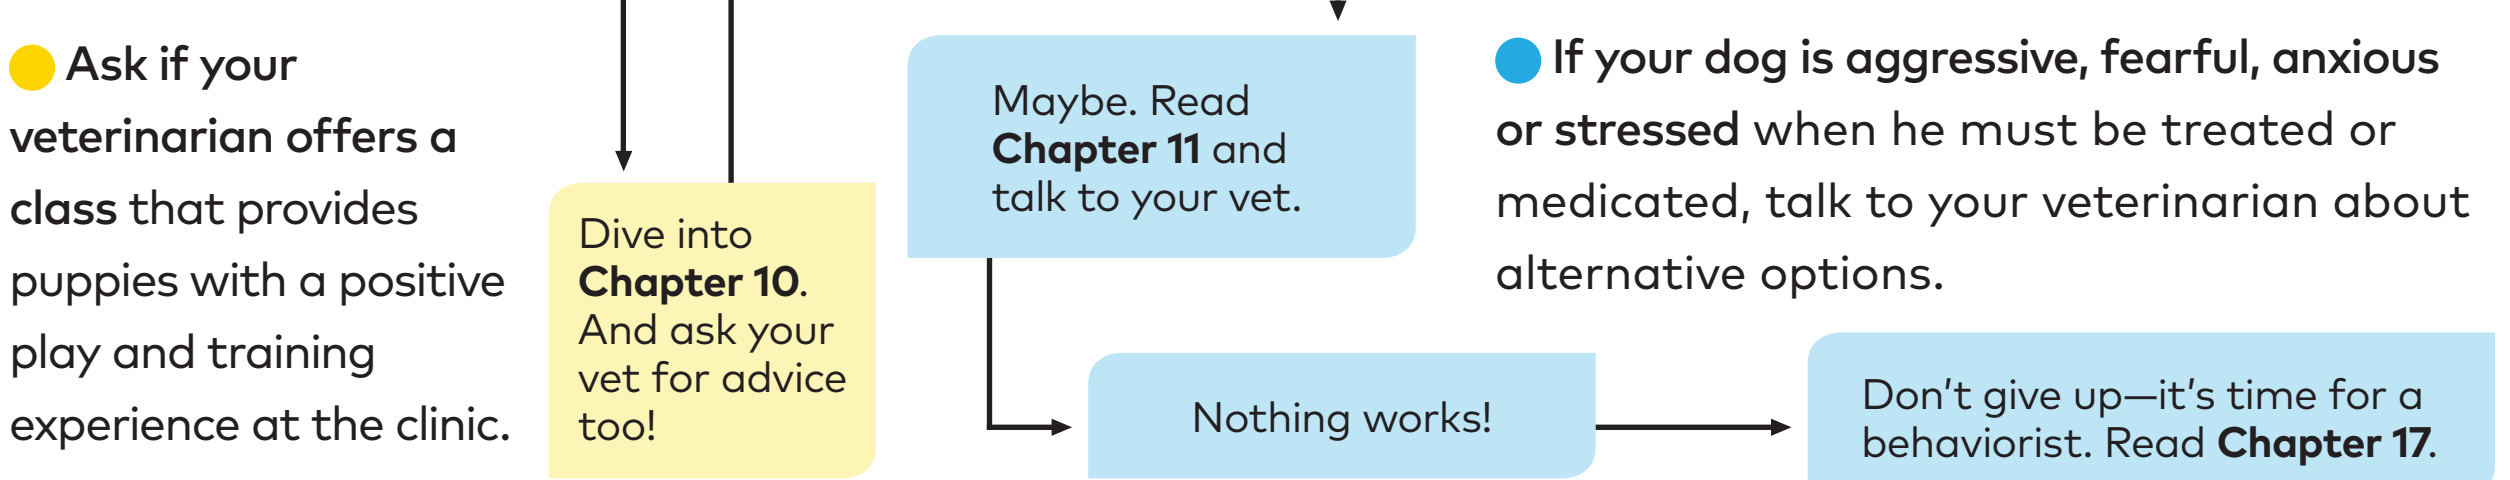 Ask if your
veterinarian offers a
class that provides
puppies with a positive
play and training
experience at the clinic.
Dive into
Chapter 10.
And ask your
vet for advice
too!
Maybe. Read
Chapter 11 and
talk to your vet.
Nothing works!
If your dog is aggressive, fearful, anxious
or stressed when he must be treated or
medicated, talk to your veterinarian about
alternative options.
Don't give up—it's time for a
behaviorist. Read Chapter 17.